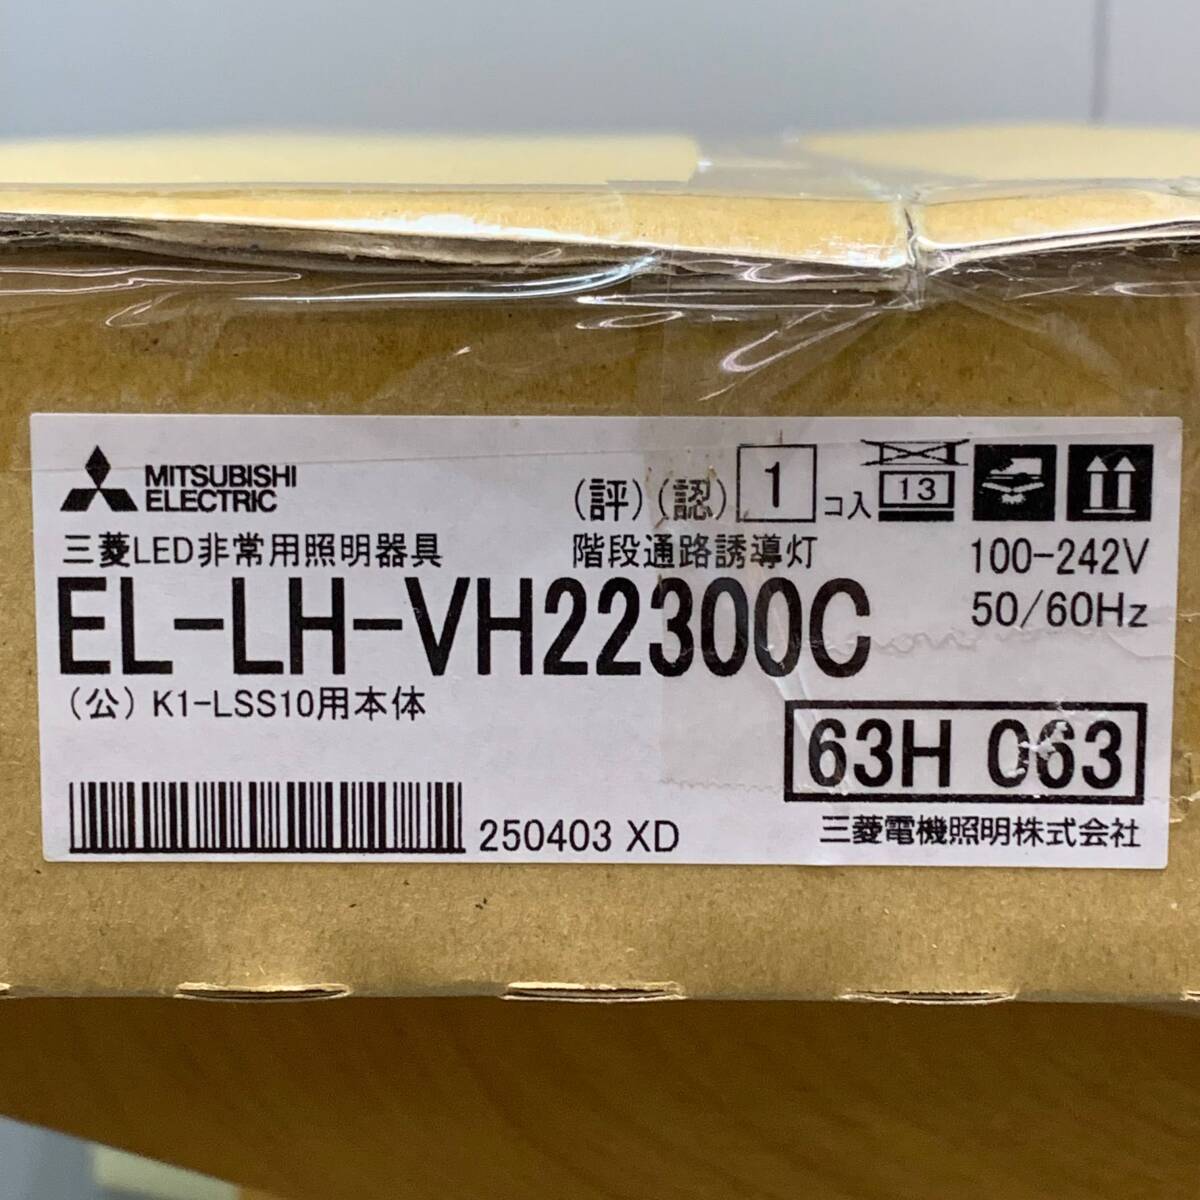 MITSUBISHI
ELECTRIC
(評)(認) 1 コ入 13
三菱LED非常用照明器具 階段通路誘導灯 100-242V
EL-LH-VH22300C 50/60Hz
(公) K1-LSS10用本体
63H 063
250403 XD 三菱電機照明株式会社